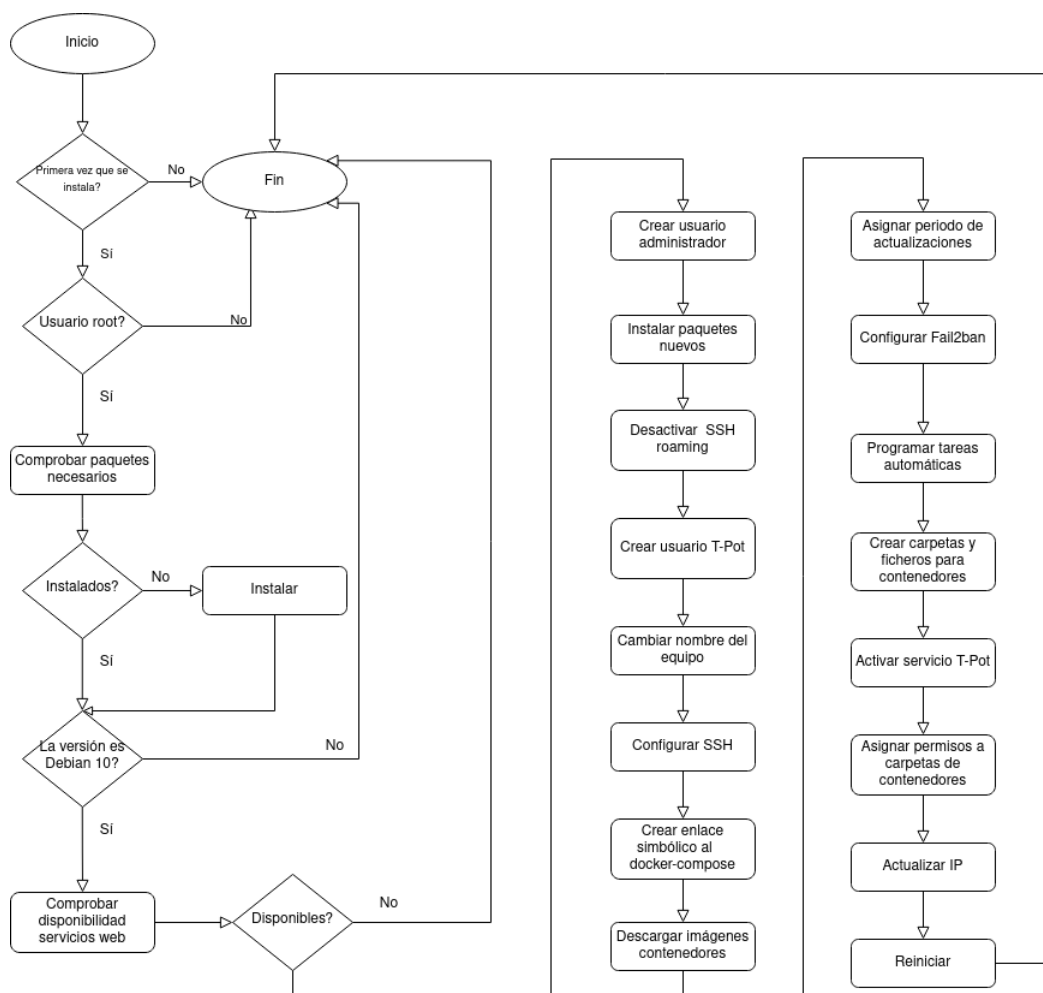 Inicio
Primera vez que se
instala?
No
Fin
Sí
Usuario root?
No
Sí
Comprobar paquetes
necesarios
Instalados?
No
Instalar
Sí
La versión es
Debian 10?
No
Sí
Comprobar
disponibilidad
servicios web
Disponibles?
No
Crear usuario
administrador
Instalar paquetes
nuevos
Desactivar SSH
roaming
Crear usuario T-Pot
Cambiar nombre del
equipo
Configurar SSH
Crear enlace
simbólico al
docker-compose
Descargar imágenes
contenedores
Asignar periodo de
actualizaciones
Configurar Fail2ban
Programar tareas
automáticas
Crear carpetas y
ficheros para
contenedores
Activar servicio T-Pot
Asignar permisos a
carpetas de
contenedores
Actualizar IP
Reiniciar